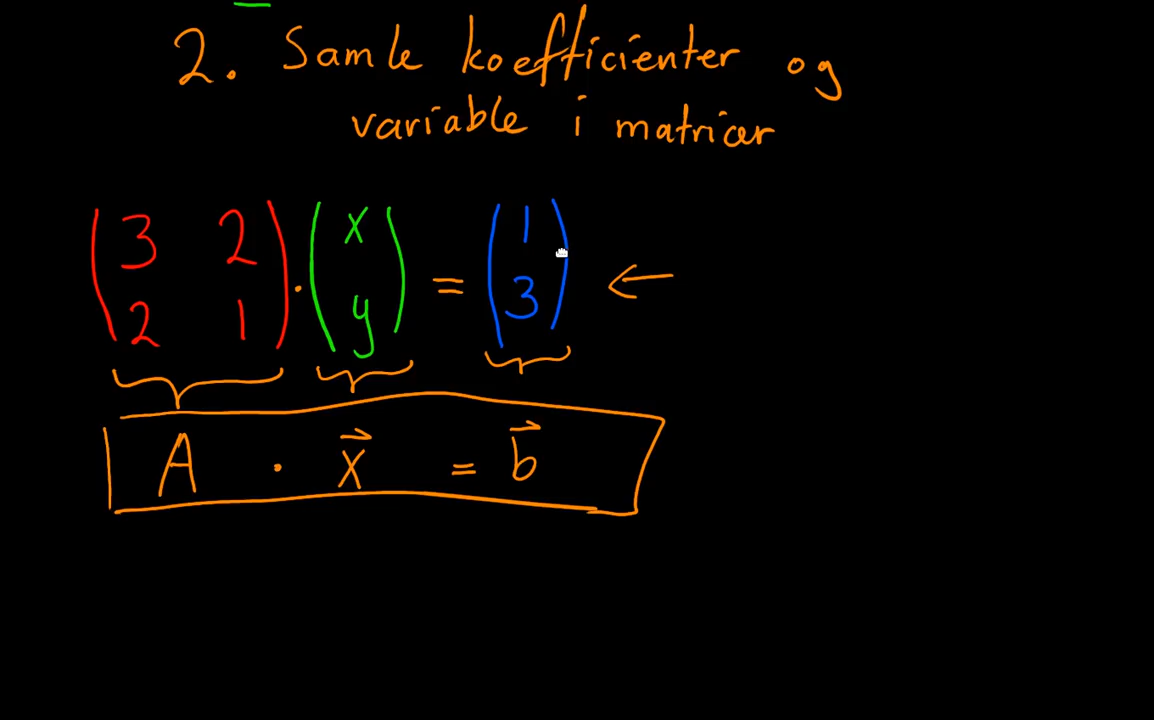 2. Samle koefficienter og
variable i matricer
(3 2
2 1) · (x
y) = (1
3) ←
A · x⃗ = b⃗